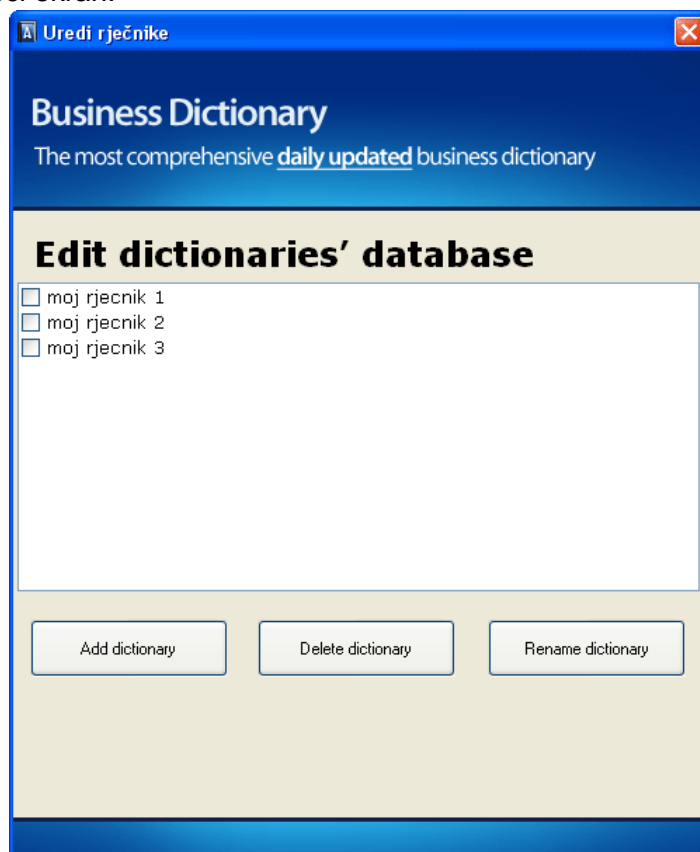 Uredi rječnike
Business Dictionary
The most comprehensive daily updated business dictionary
Edit dictionaries' database
moj rjecnik 1
moj rjecnik 2
moj rjecnik 3
Add dictionary Delete dictionary Rename dictionary